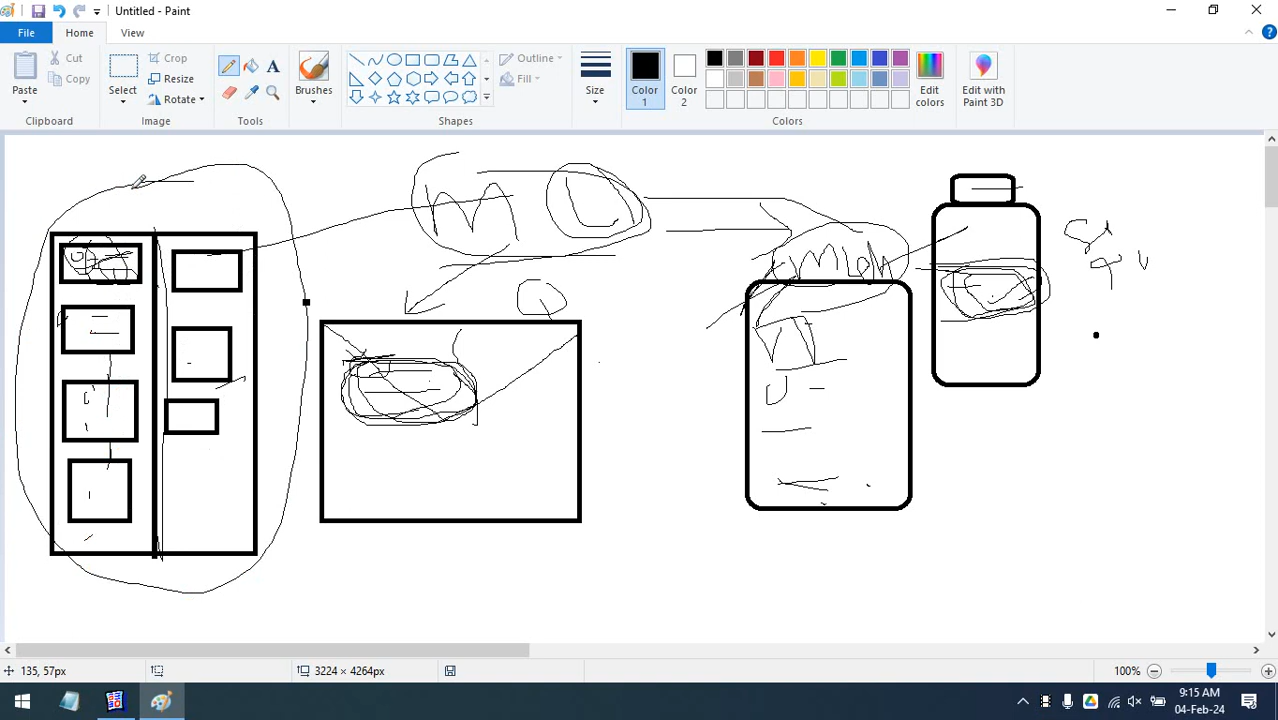 Untitled - Paint
File
Home
View
Paste
Cut
Copy
Clipboard
Select
Crop
Resize
Rotate
Image
A
Tools
Brushes
Outline
Fill
Shapes
Size
Color 1
Color 2
Edit colors
Edit with Paint 3D
Colors
135, 57px
3224 × 4264px
100%
9:15 AM
04-Feb-24